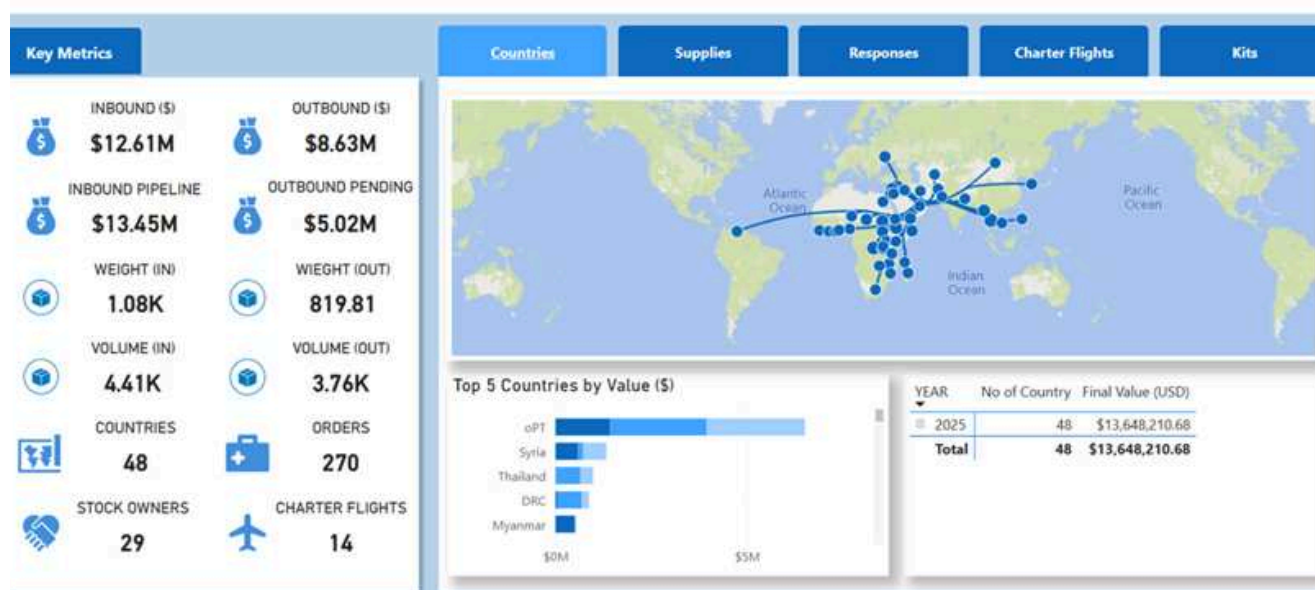 Key Metrics
Countries
Supplies
Responses
Charter Flights
Kits
INBOUND ($)
OUTBOUND ($)
$12.61M
$8.63M
INBOUND PIPELINE
OUTBOUND PENDING
$13.45M
$5.02M
WEIGHT (IN)
WIEGHT (OUT)
1.08K
819.81
VOLUME (IN)
VOLUME (OUT)
4.41K
3.76K
COUNTRIES
ORDERS
48
270
STOCK OWNERS
CHARTER FLIGHTS
29
14
Atlantic
Ocean
Pacific
Ocean
Indian
Ocean
Top 5 Countries by Value ($)
oPT
Syria
Thailand
DRC
Myanmar
$0M
$5M
YEAR No of Country Final Value (USD)
2025 48 $13,648,210.68
Total 48 $13,648,210.68